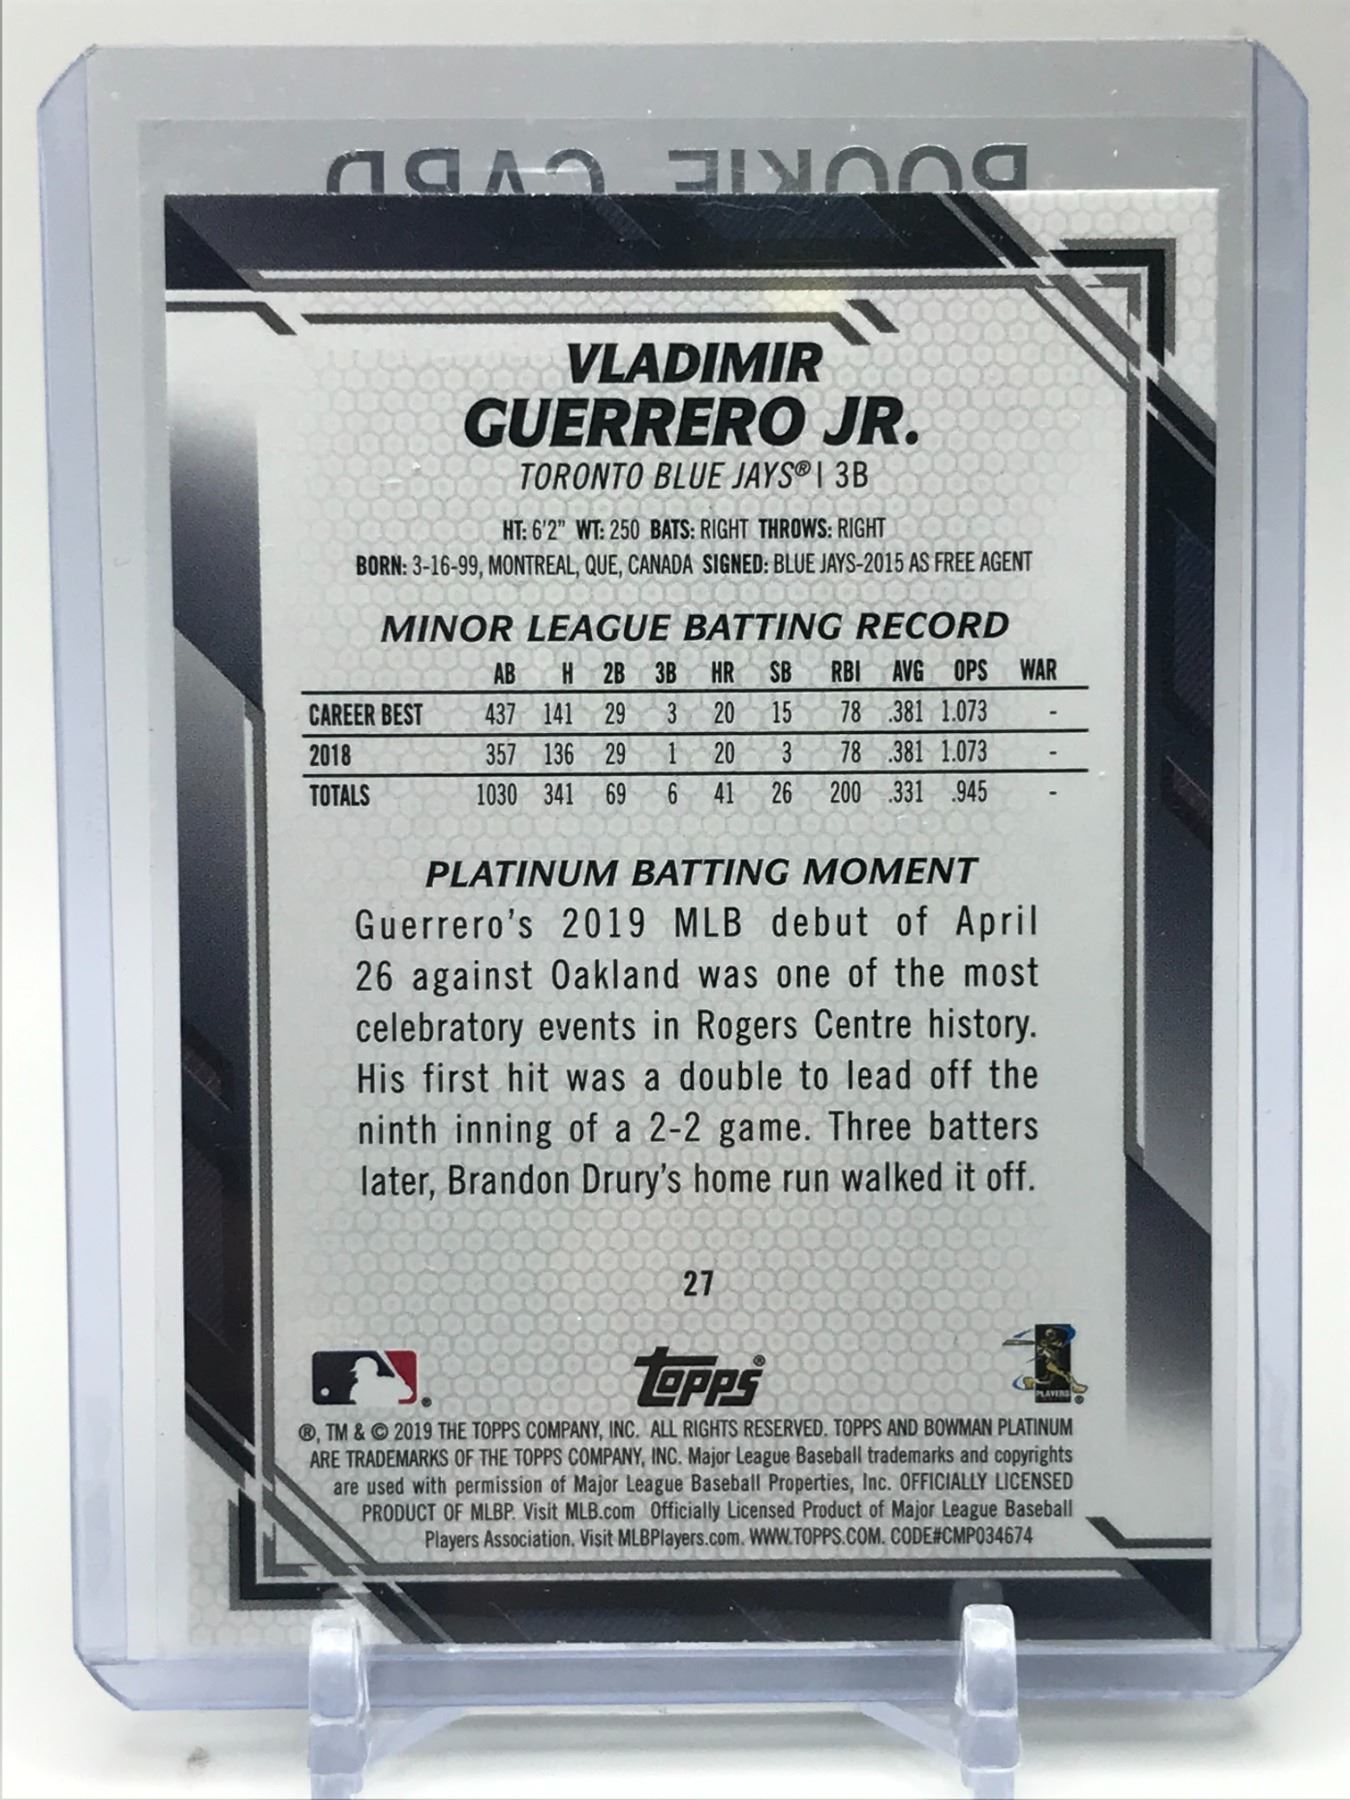 ROOKIE CARD
VLADIMIR
GUERRERO JR.
TORONTO BLUE JAYS® | 3B
HT: 6'2" WT: 250 BATS: RIGHT THROWS: RIGHT
BORN: 3-16-99, MONTREAL, QUE, CANADA SIGNED: BLUE JAYS-2015 AS FREE AGENT
MINOR LEAGUE BATTING RECORD
AB H 2B 3B HR SB RBI AVG OPS WAR
CAREER BEST 437 141 29 3 20 15 78 .381 1.073 -
2018 357 136 29 1 20 3 78 .381 1.073 -
TOTALS 1030 341 69 6 41 26 200 .331 .945 -
PLATINUM BATTING MOMENT
Guerrero's 2019 MLB debut of April
26 against Oakland was one of the most
celebratory events in Rogers Centre history.
His first hit was a double to lead off the
ninth inning of a 2-2 game. Three batters
later, Brandon Drury's home run walked it off.
27
® topps® PLAYERS ®
®, TM & © 2019 THE TOPPS COMPANY, INC. ALL RIGHTS RESERVED. TOPPS AND BOWMAN PLATINUM
ARE TRADEMARKS OF THE TOPPS COMPANY, INC. Major League Baseball trademarks and copyrights
are used with permission of Major League Baseball Properties, Inc. OFFICIALLY LICENSED
PRODUCT OF MLBP. Visit MLB.com Officially Licensed Product of Major League Baseball
Players Association. Visit MLBPlayers.com. WWW.TOPPS.COM. CODE#CMP034674